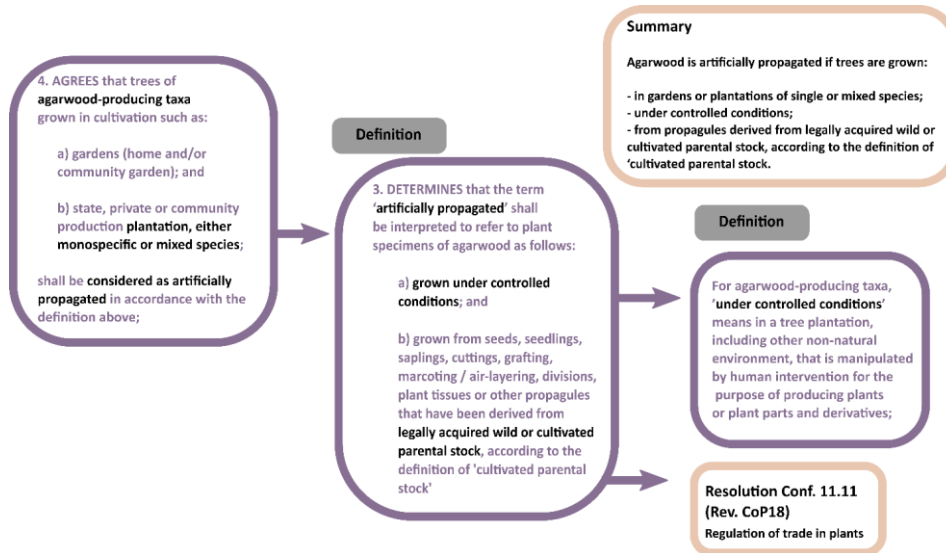 4. AGREES that trees of
agarwood-producing taxa
grown in cultivation such as:
a) gardens (home and/or
community garden); and
b) state, private or community
production plantation, either
monospecific or mixed species;
shall be considered as artificially
propagated in accordance with the
definition above;
Definition
3. DETERMINES that the term
‘artificially propagated’ shall
be interpreted to refer to plant
specimens of agarwood as follows:
a) grown under controlled
conditions; and
b) grown from seeds, seedlings,
saplings, cuttings, grafting,
marcoting / air-layering, divisions,
plant tissues or other propagules
that have been derived from
legally acquired wild or cultivated
parental stock, according to the
definition of 'cultivated parental
stock'
Summary
Agarwood is artificially propagated if trees are grown:
- in gardens or plantations of single or mixed species;
- under controlled conditions;
- from propagules derived from legally acquired wild or
cultivated parental stock, according to the definition of
‘cultivated parental stock.
Definition
For agarwood-producing taxa,
’under controlled conditions’
means in a tree plantation,
including other non-natural
environment, that is manipulated
by human intervention for the
purpose of producing plants
or plant parts and derivatives;
Resolution Conf. 11.11
(Rev. CoP18)
Regulation of trade in plants